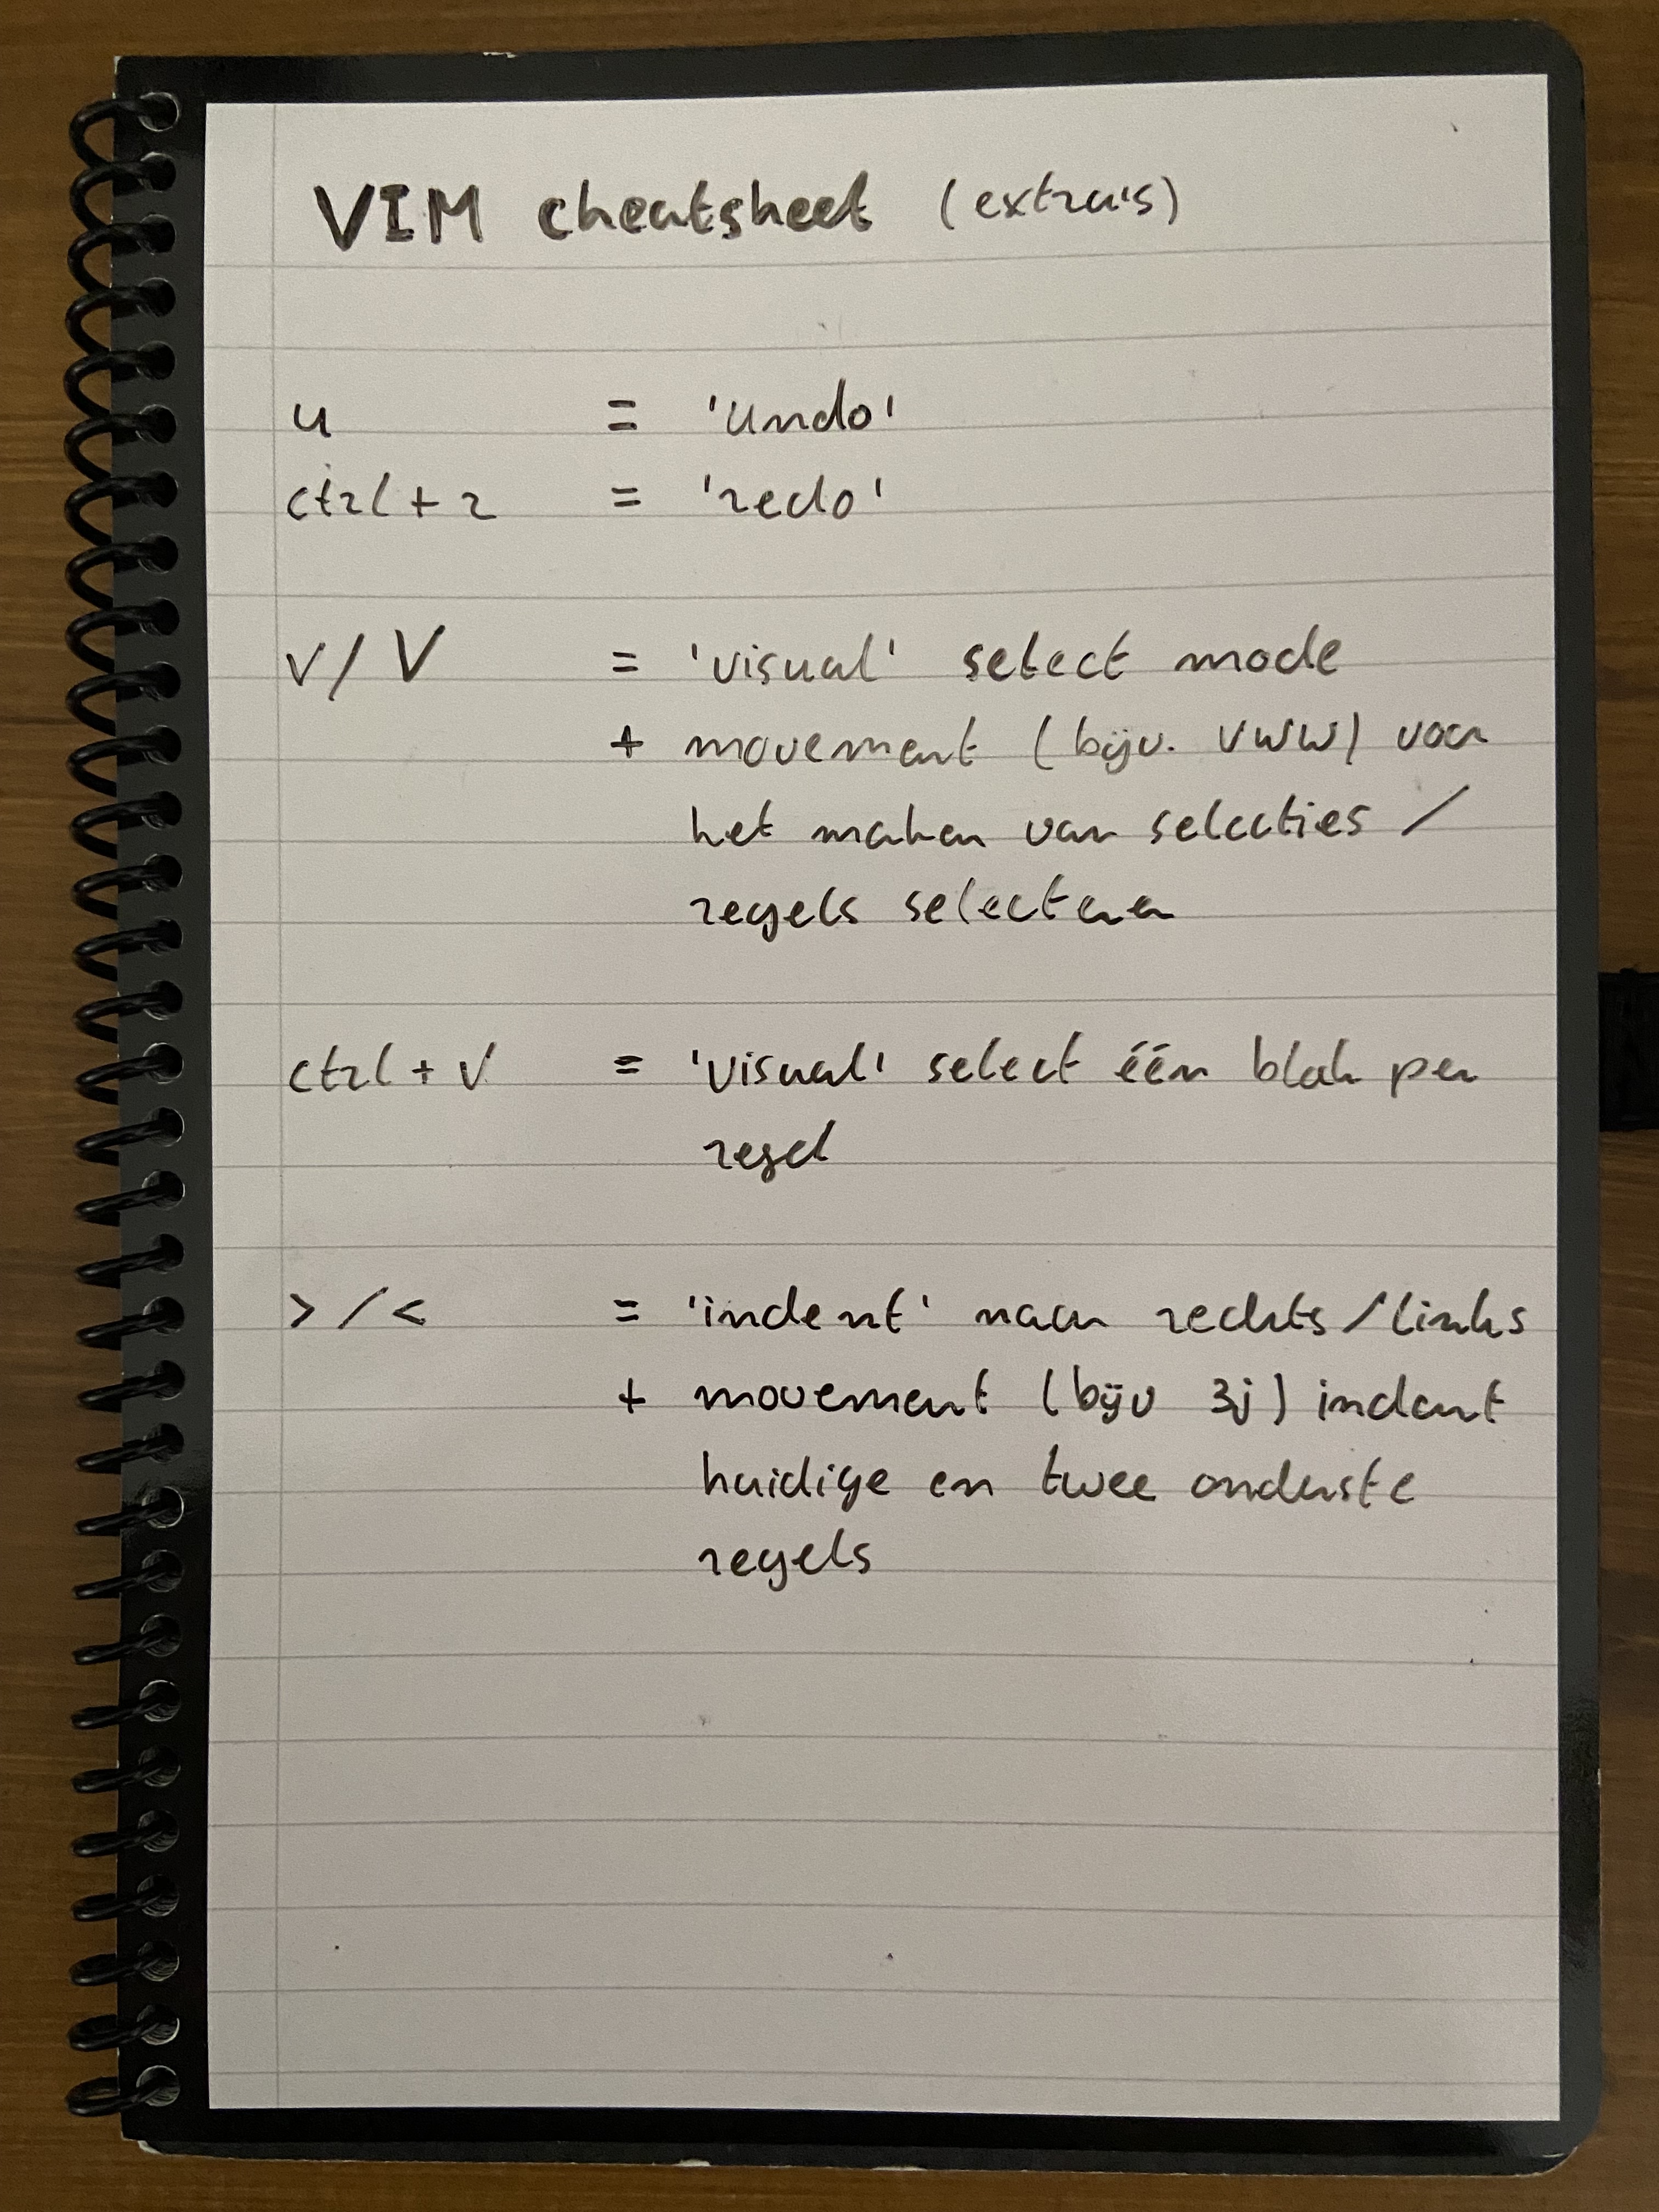 VIM cheatsheet (extra's)
u = 'undo'
ctrl + r = 'redo'
v / V = 'visual' select mode
+ movement (bijv. vww) voor
het maken van selecties /
regels selecteren
ctrl + v = 'visual' select één blok per
regel
> / < = 'indent' naar rechts / links
+ movement (bijv 3j) indent
huidige en twee onderste
regels